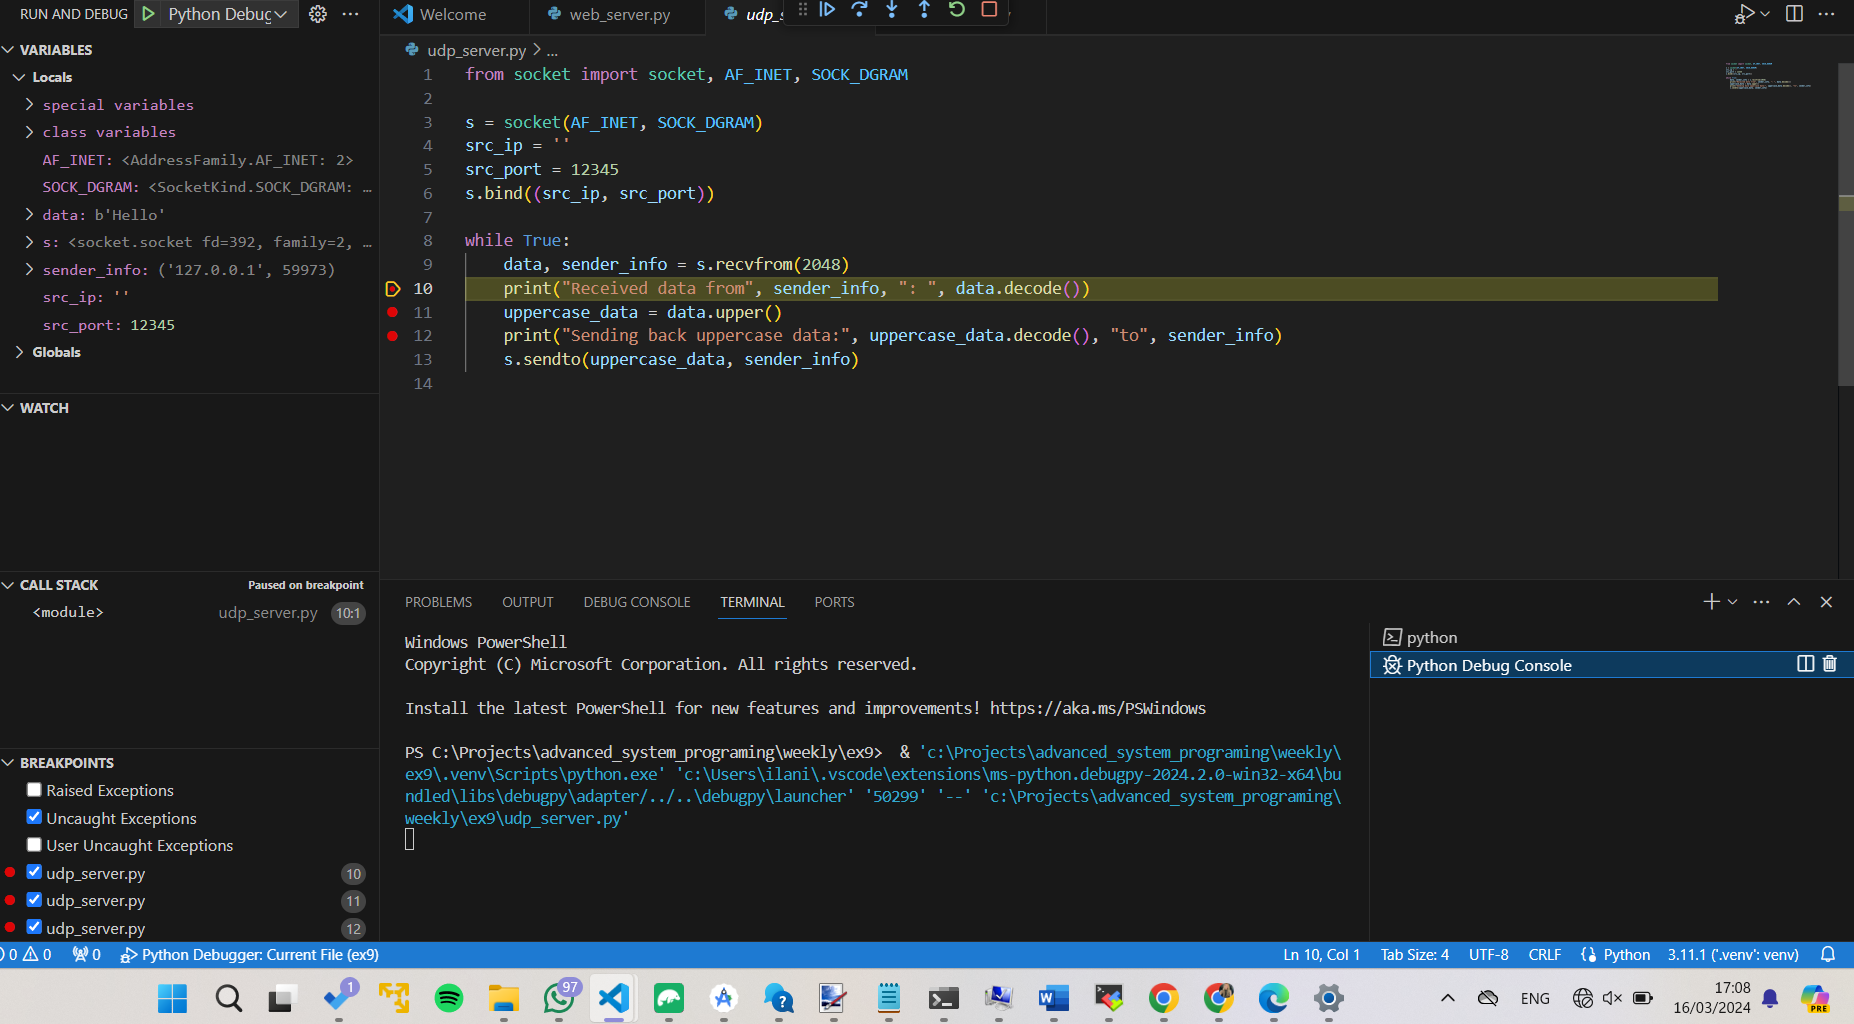 RUN AND DEBUG Python Debug
VARIABLES
Locals
special variables
class variables
AF_INET: <AddressFamily.AF_INET: 2>
SOCK_DGRAM: <SocketKind.SOCK_DGRAM: …
data: b'Hello'
s: <socket.socket fd=392, family=2, …
sender_info: ('127.0.0.1', 59973)
src_ip: ''
src_port: 12345
Globals
WATCH
CALL STACK Paused on breakpoint
<module> udp_server.py 10:1
BREAKPOINTS
Raised Exceptions
Uncaught Exceptions
User Uncaught Exceptions
udp_server.py 10
udp_server.py 11
udp_server.py 12
Welcome web_server.py udp_s
udp_server.py > ...
1 from socket import socket, AF_INET, SOCK_DGRAM
2
3 s = socket(AF_INET, SOCK_DGRAM)
4 src_ip = ''
5 src_port = 12345
6 s.bind((src_ip, src_port))
7
8 while True:
9 data, sender_info = s.recvfrom(2048)
10 print("Received data from", sender_info, ": ", data.decode())
11 uppercase_data = data.upper()
12 print("Sending back uppercase data:", uppercase_data.decode(), "to", sender_info)
13 s.sendto(uppercase_data, sender_info)
14
PROBLEMS OUTPUT DEBUG CONSOLE TERMINAL PORTS
Windows PowerShell
Copyright (C) Microsoft Corporation. All rights reserved.
Install the latest PowerShell for new features and improvements! https://aka.ms/PSWindows
PS C:\Projects\advanced_system_programing\weekly\ex9>  & 'c:\Projects\advanced_system_programing\weekly\
ex9\.venv\Scripts\python.exe' 'c:\Users\ilani\.vscode\extensions\ms-python.debugpy-2024.2.0-win32-x64\bu
ndled\libs\debugpy\adapter/../..\debugpy\launcher' '50299' '--' 'c:\Projects\advanced_system_programing\
weekly\ex9\udp_server.py'
python
Python Debug Console
0 0 0 Python Debugger: Current File (ex9) Ln 10, Col 1 Tab Size: 4 UTF-8 CRLF Python 3.11.1 ('.venv': venv)
1 97 ENG 17:08
16/03/2024
PRE